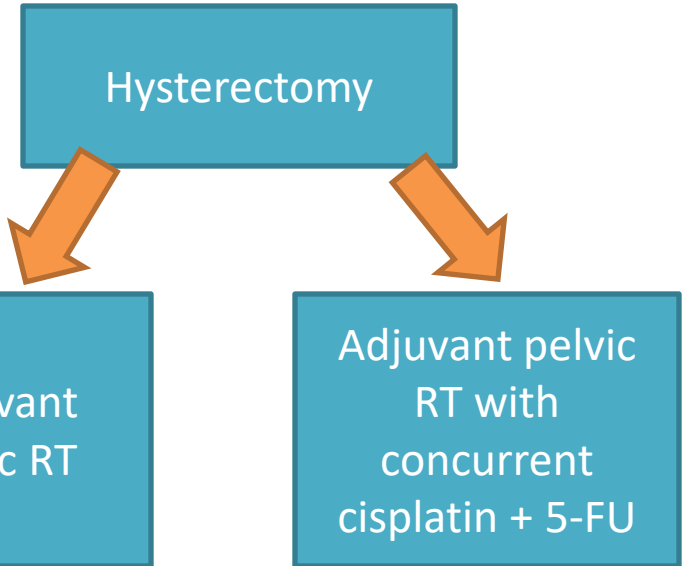 Hysterectomy
vant
c RT
Adjuvant pelvic
RT with
concurrent
cisplatin + 5-FU